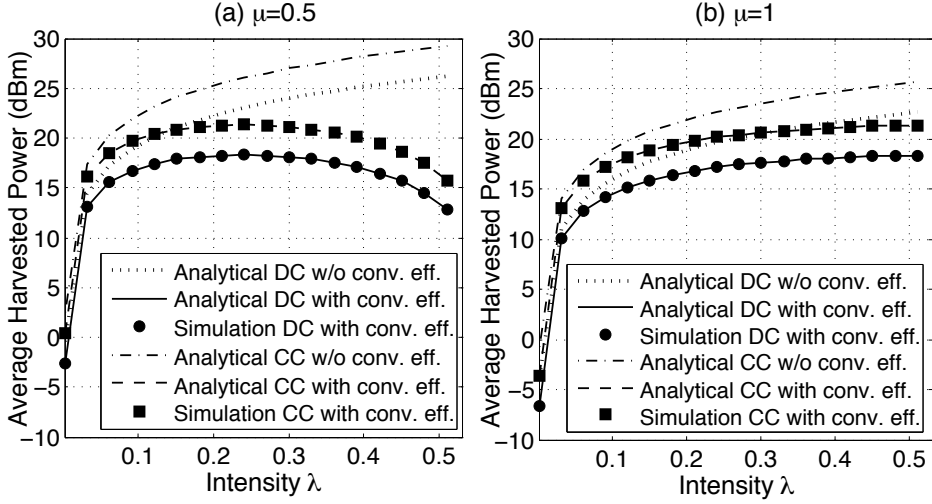 (a) μ=0.5
Average Harvested Power (dBm)
30
25
20
15
10
5
0
−5
−10
Analytical DC w/o conv. eff.
Analytical DC with conv. eff.
Simulation DC with conv. eff.
Analytical CC w/o conv. eff.
Analytical CC with conv. eff.
Simulation CC with conv. eff.
0.1 0.2 0.3 0.4 0.5
Intensity λ
(b) μ=1
Average Harvested Power (dBm)
30
25
20
15
10
5
0
−5
−10
Analytical DC w/o conv. eff.
Analytical DC with conv. eff.
Simulation DC with conv. eff.
Analytical CC w/o conv. eff.
Analytical CC with conv. eff.
Simulation CC with conv. eff.
0.1 0.2 0.3 0.4 0.5
Intensity λ